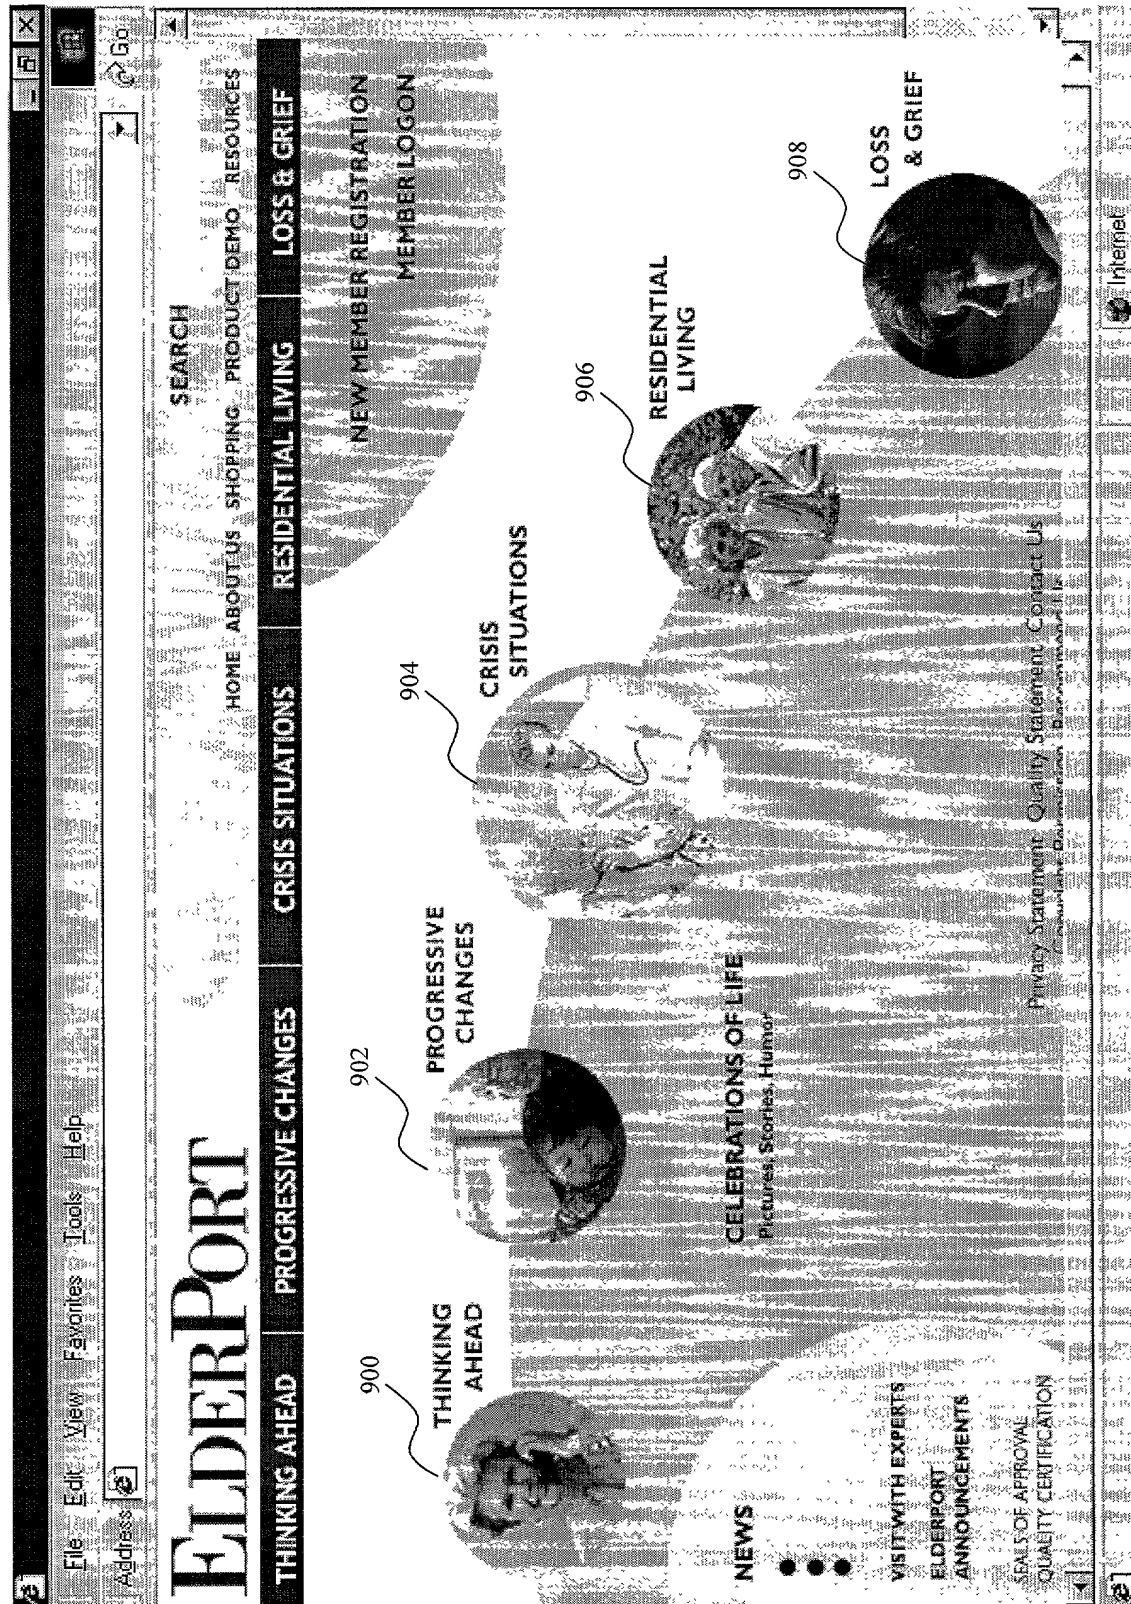 File Edit View Favorites Tools Help
Address
Go
ELDERPORT
SEARCH
HOME ABOUT US SHOPPING PRODUCT DEMO RESOURCES
THINKING AHEAD PROGRESSIVE CHANGES CRISIS SITUATIONS RESIDENTIAL LIVING LOSS & GRIEF
NEW MEMBER REGISTRATION
MEMBER LOGON
900
THINKING
AHEAD
902
PROGRESSIVE
CHANGES
904
CRISIS
SITUATIONS
906
RESIDENTIAL
LIVING
908
LOSS
& GRIEF
NEWS
CELEBRATIONS OF LIFE
Pictures, Stories, Humor
VISIT WITH EXPERTS
ELDERPORT
ANNOUNCEMENTS
SEALS OF APPROVAL
QUALITY CERTIFICATION
Privacy Statement Quality Statement Contact Us
Internet